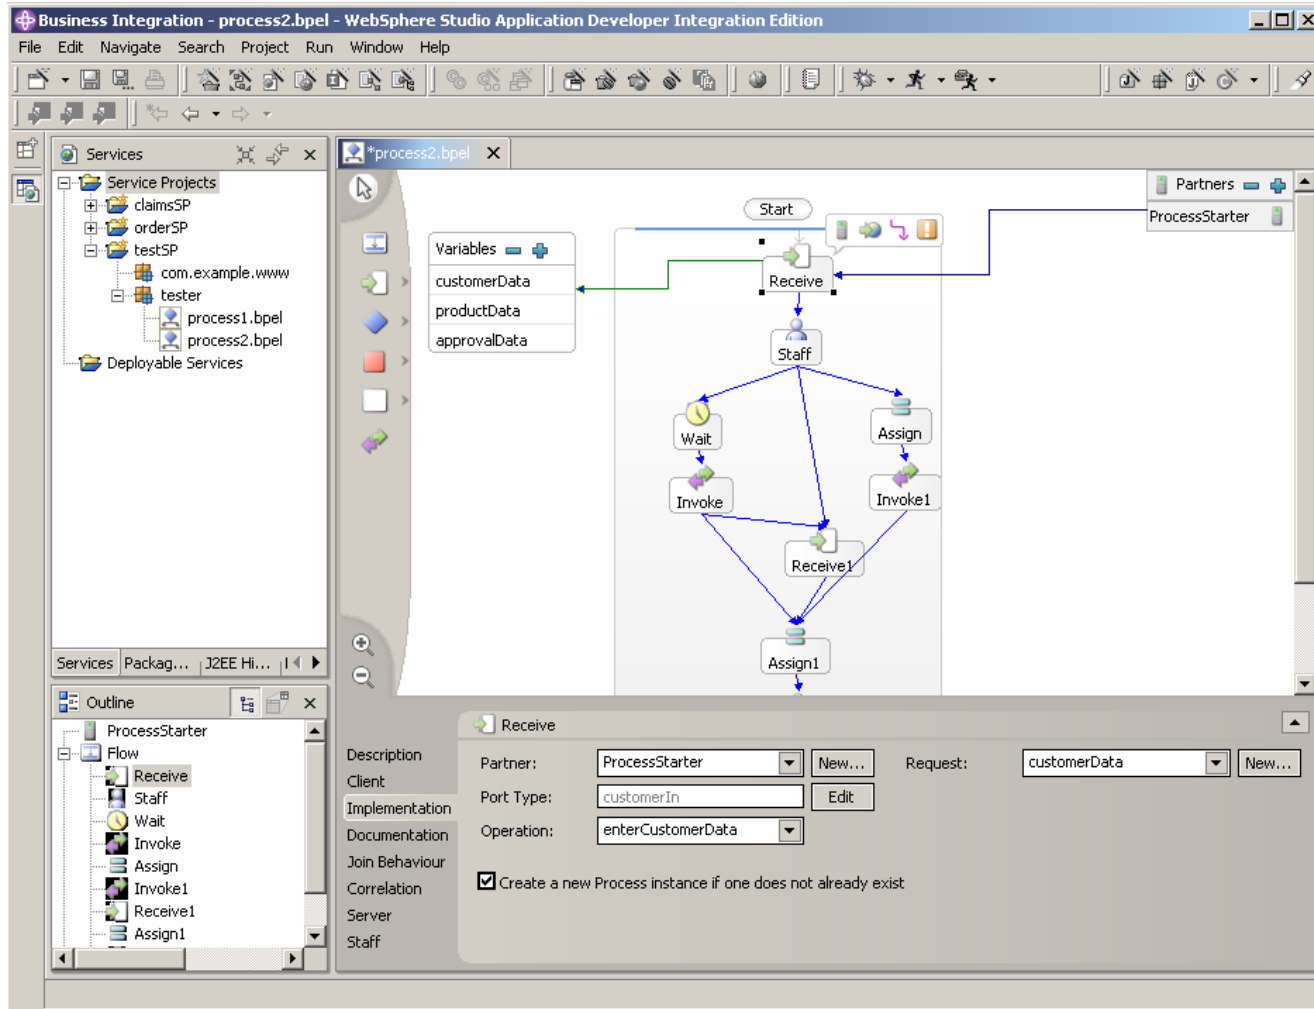 Business Integration - process2.bpel - WebSphere Studio Application Developer Integration Edition
File Edit Navigate Search Project Run Window Help
Services
Service Projects
claimsSP
orderSP
testSP
com.example.www
tester
process1.bpel
process2.bpel
Deployable Services
Services Packag... J2EE Hi...
Outline
ProcessStarter
Flow
Receive
Staff
Wait
Invoke
Assign
Invoke1
Receive1
Assign1
*process2.bpel
Variables
customerData
productData
approvalData
Start
Receive
Staff
Wait
Assign
Invoke
Invoke1
Receive1
Assign1
Partners
ProcessStarter
Description
Client
Implementation
Documentation
Join Behaviour
Correlation
Server
Staff
Receive
Partner: ProcessStarter New... Request: customerData New...
Port Type: customerIn Edit
Operation: enterCustomerData
Create a new Process instance if one does not already exist